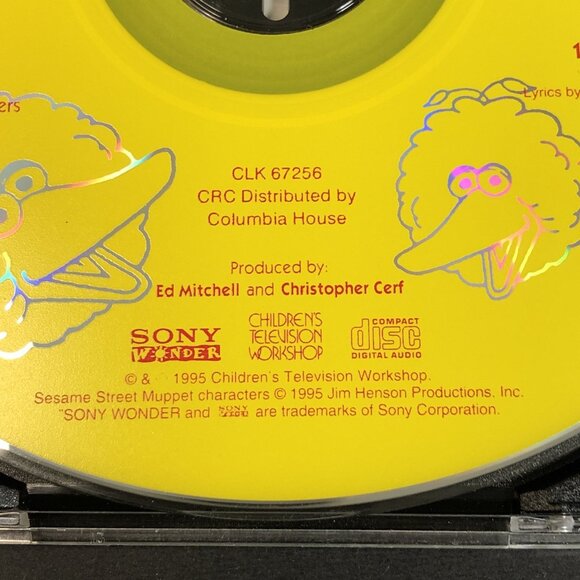 1
ers
Lyrics by
CLK 67256
CRC Distributed by
Columbia House
Produced by:
Ed Mitchell and Christopher Cerf
SONY
WONDER
CHILDREN'S
TELEVISION
WORKSHOP
COMPACT
disc
DIGITAL AUDIO
© & 1995 Children's Television Workshop.
Sesame Street Muppet characters © 1995 Jim Henson Productions, Inc.
"SONY WONDER and SONY WONDER are trademarks of Sony Corporation.